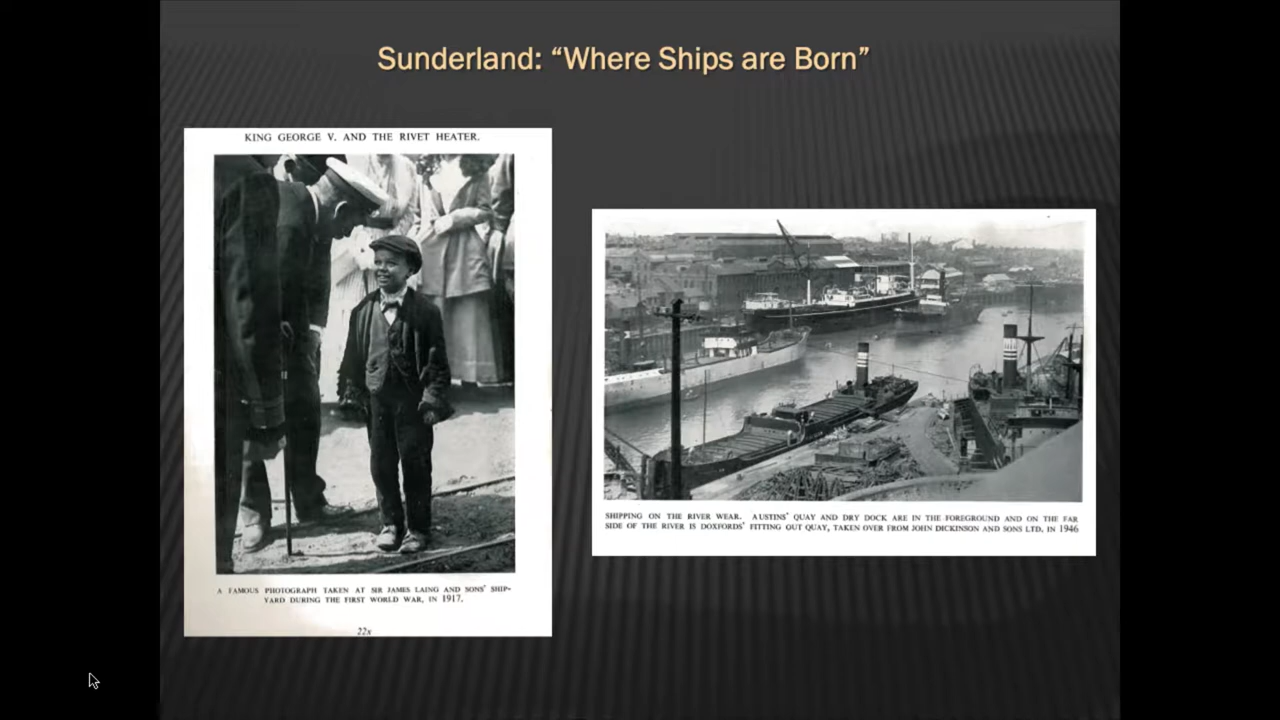 Sunderland: “Where Ships are Born”
KING GEORGE V. AND THE RIVET HEATER.
A FAMOUS PHOTOGRAPH TAKEN AT SIR JAMES LAING AND SONS' SHIP-
YARD DURING THE FIRST WORLD WAR, IN 1917.
22x
SHIPPING ON THE RIVER WEAR. AUSTINS' QUAY AND DRY DOCK ARE IN THE FOREGROUND AND ON THE FAR
SIDE OF THE RIVER IS DOXFORDS' FITTING OUT QUAY, TAKEN OVER FROM JOHN DICKINSON AND SONS LTD. IN 1946